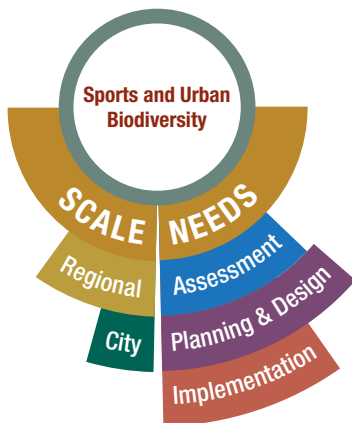 Sports and Urban
Biodiversity
SCALE
Regional
City
NEEDS
Assessment
Planning & Design
Implementation